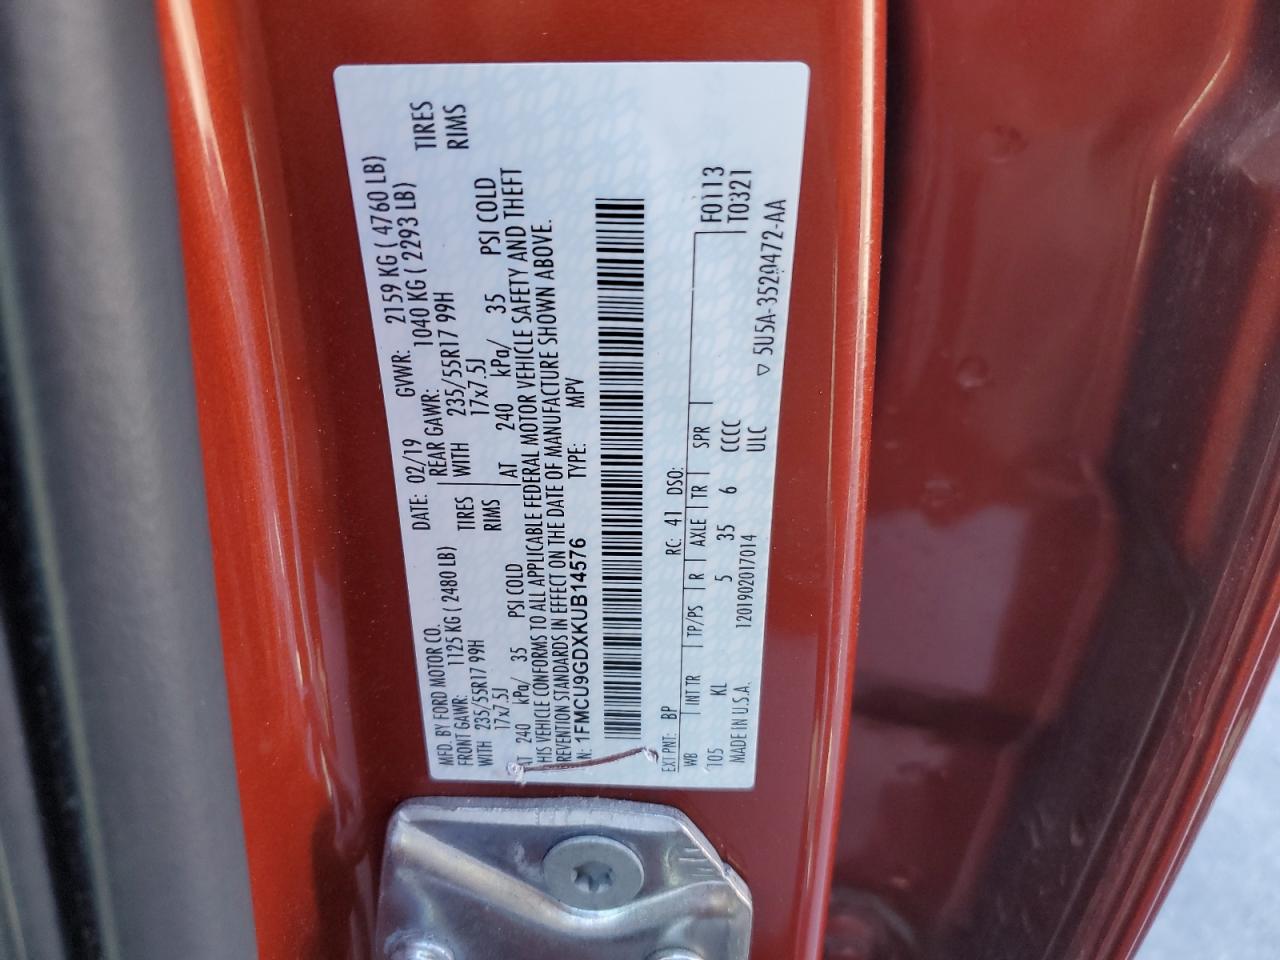 MFD. BY FORD MOTOR CO.
DATE: 02/19 GVWR: 2159 KG ( 4760 LB)
FRONT GAWR: 1125 KG ( 2480 LB) REAR GAWR: 1040 KG ( 2293 LB)
WITH 235/55R17 99H TIRES WITH 235/55R17 99H TIRES
17x7.5J RIMS 17x7.5J RIMS
AT 240 kPa/ 35 PSI COLD AT 240 kPa/ 35 PSI COLD
HIS VEHICLE CONFORMS TO ALL APPLICABLE FEDERAL MOTOR VEHICLE SAFETY AND THEFT
REVENTION STANDARDS IN EFFECT ON THE DATE OF MANUFACTURE SHOWN ABOVE.
N: 1FMCU9GDXKUB14576 TYPE: MPV
EXT PNT: BP RC: 41 DSO: F0113
WB INT TR TP/PS R AXLE TR SPR T0321
105 KL 5 35 6 CCCC
MADE IN U.S.A. 1201902017014 ULC
▽ 5U5A-3520472-AA